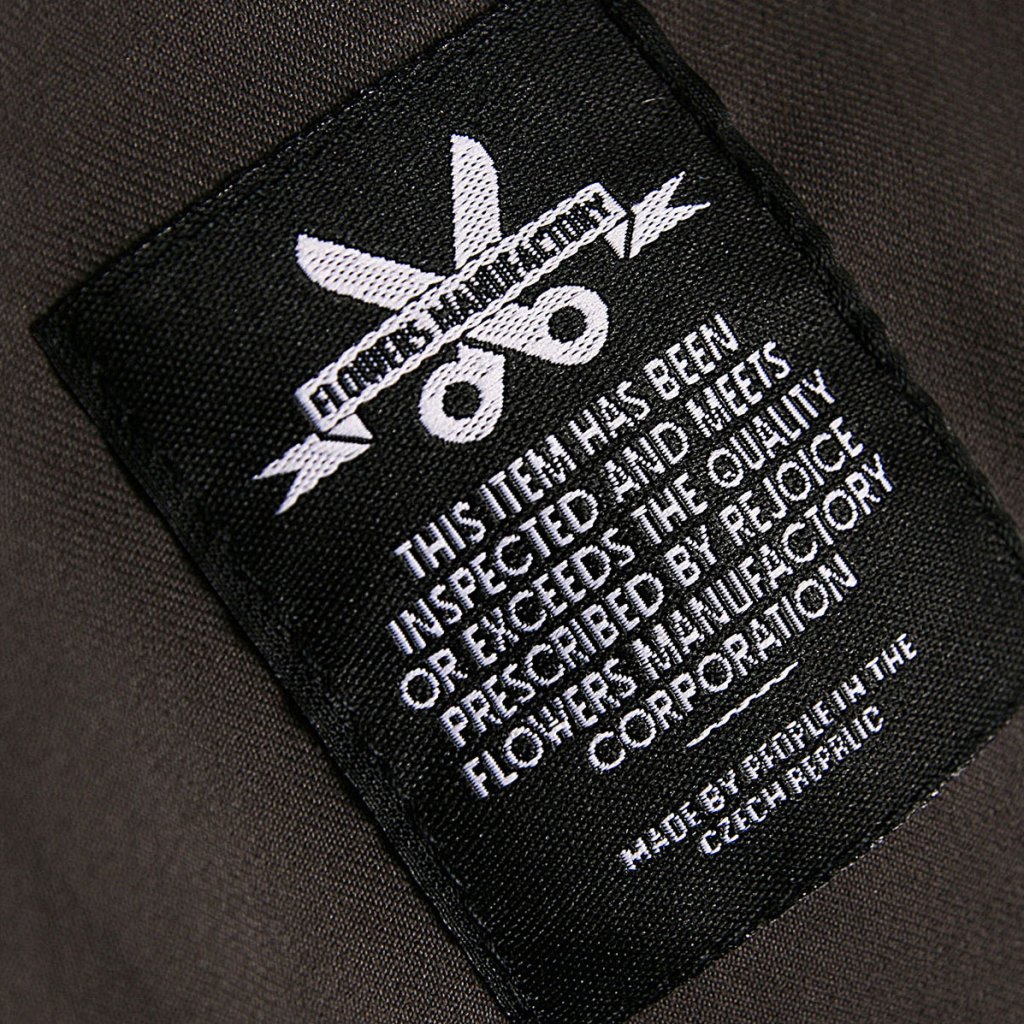 FLOWERS MANUFACTORY
THIS ITEM HAS BEEN
INSPECTED AND MEETS
OR EXCEEDS THE QUALITY
PRESCRIBED BY REJOICE
FLOWERS MANUFACTORY
CORPORATION
MADE BY PEOPLE IN THE
CZECH REPRUIC